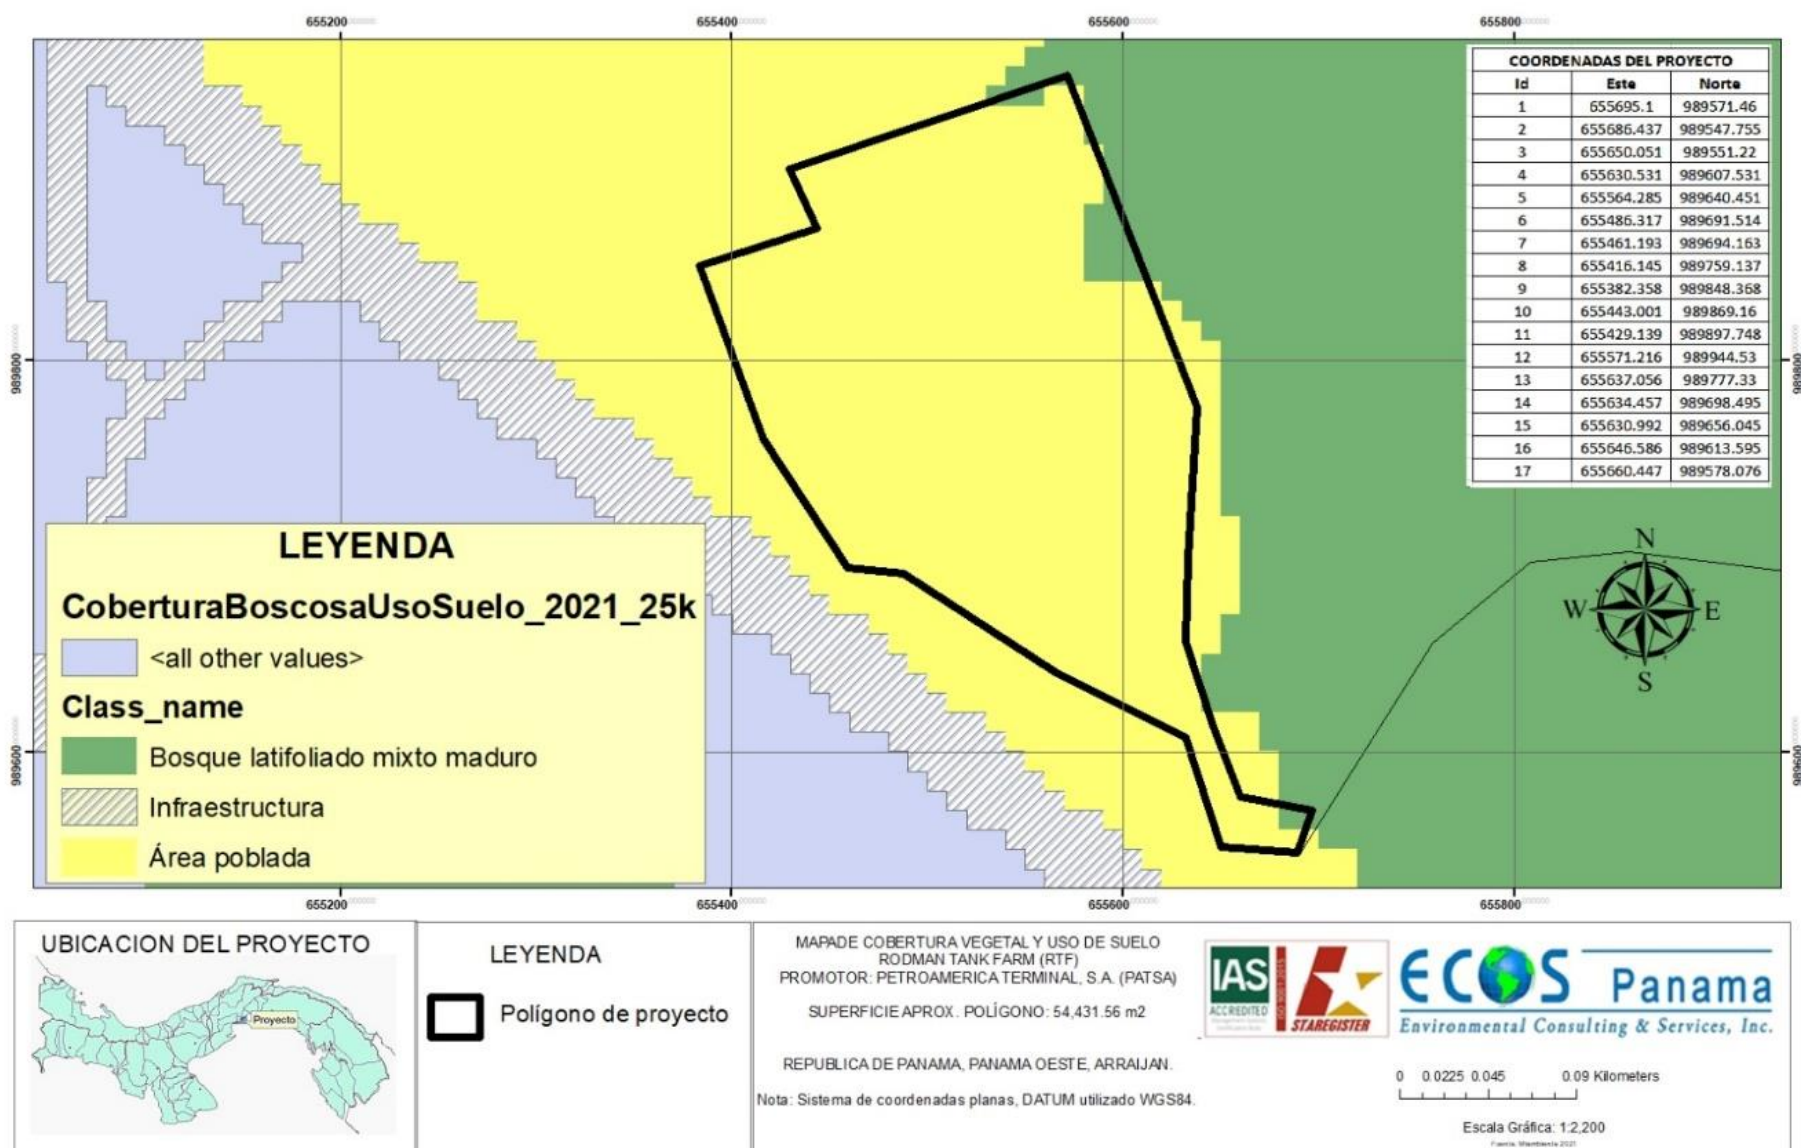 655200
655400
655600
655800
COORDENADAS DEL PROYECTO
Id Este Norte
1 655695.1 989571.46
2 655686.437 989547.755
3 655650.051 989551.22
4 655630.531 989607.531
5 655564.285 989640.451
6 655486.317 989691.514
7 655461.193 989694.163
8 655416.145 989759.137
9 655382.358 989848.368
10 655443.001 989869.16
11 655429.139 989897.748
12 655571.216 989944.53
13 655637.056 989777.33
14 655634.457 989698.495
15 655630.992 989656.045
16 655646.586 989613.595
17 655660.447 989578.076
989800
989800
989600
989600
N
W E
S
LEYENDA
CoberturaBoscosaUsoSuelo_2021_25k
<all other values>
Class_name
Bosque latifoliado mixto maduro
Infraestructura
Área poblada
655200
655400
655600
655800
UBICACION DEL PROYECTO
Proyecto
LEYENDA
Polígono de proyecto
MAPADE COBERTURA VEGETAL Y USO DE SUELO
RODMAN TANK FARM (RTF)
PROMOTOR: PETROAMERICA TERMINAL, S.A. (PATSA)
SUPERFICIE APROX. POLÍGONO: 54,431.56 m2
REPUBLICA DE PANAMA, PANAMA OESTE, ARRAIJAN.
Nota: Sistema de coordenadas planas, DATUM utilizado WGS84.
IAS
ACCREDITED
ISO 9001:2015
STAREGISTER
ECOS Panama
Environmental Consulting & Services, Inc.
0 0.0225 0.045 0.09 Kilometers
Escala Gráfica: 1:2,200